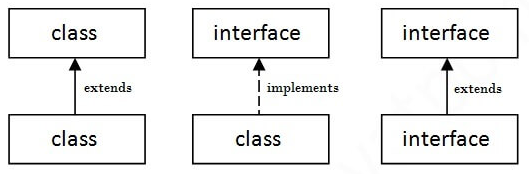 class interface interface
extends implements extends
class class interface